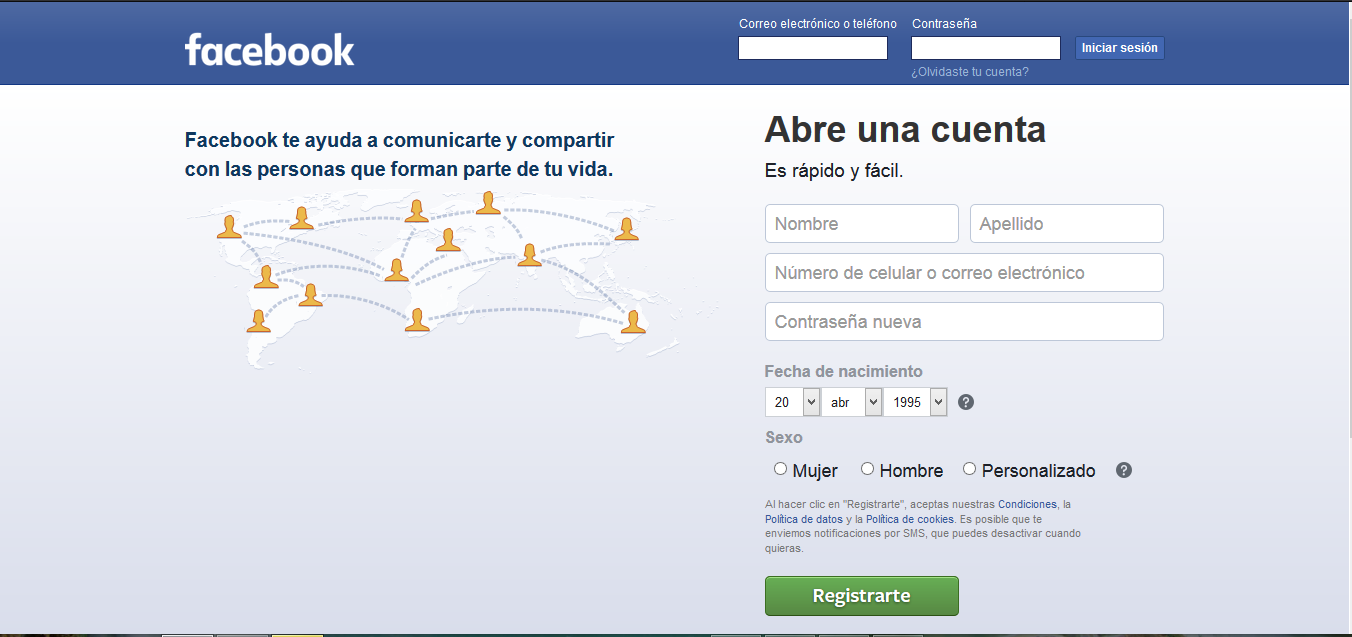 facebook
Correo electrónico o teléfono
Contraseña
Iniciar sesión
¿Olvidaste tu cuenta?
Facebook te ayuda a comunicarte y compartir
con las personas que forman parte de tu vida.
Abre una cuenta
Es rápido y fácil.
Nombre
Apellido
Número de celular o correo electrónico
Contraseña nueva
Fecha de nacimiento
20 abr 1995 ?
Sexo
Mujer Hombre Personalizado ?
Al hacer clic en "Registrarte", aceptas nuestras Condiciones, la
Política de datos y la Política de cookies. Es posible que te
enviemos notificaciones por SMS, que puedes desactivar cuando
quieras.
Registrarte